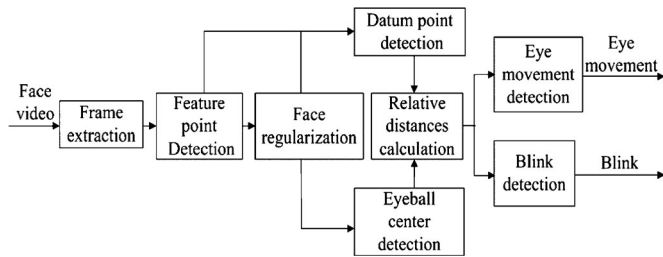 Face
video
Frame
extraction
Feature
point
Detection
Face
regularization
Datum point
detection
Relative
distances
calculation
Eyeball
center
detection
Eye
movement
detection
Eye
movement
Blink
detection
Blink